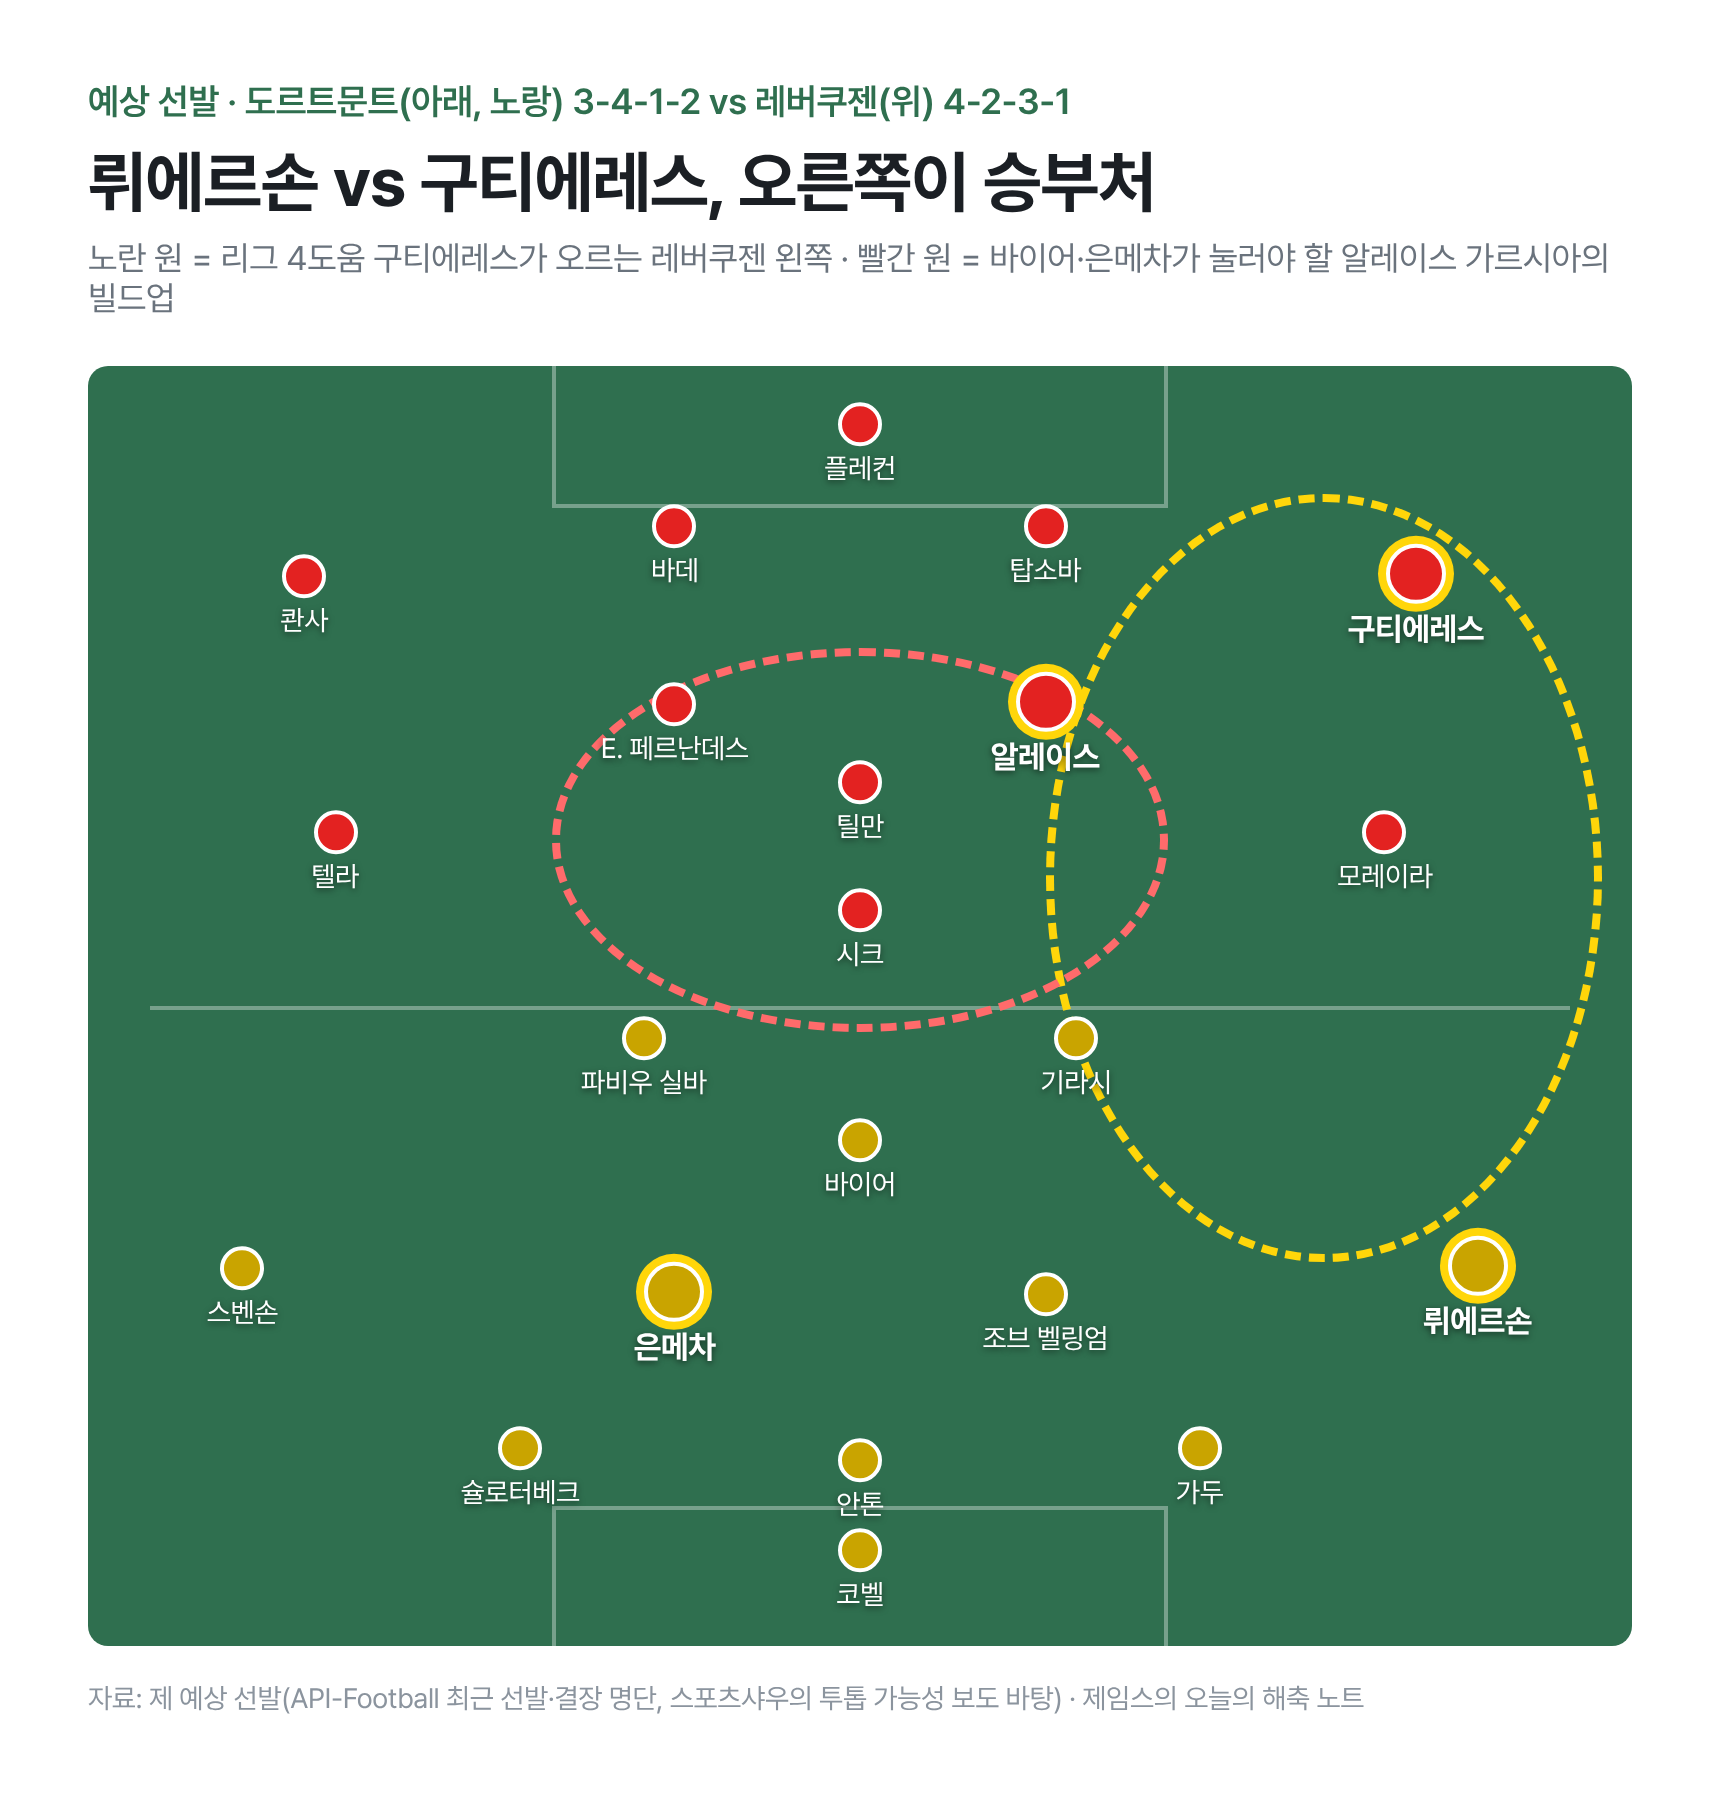 예상 선발 · 도르트문트(아래, 노랑) 3-4-1-2 vs 레버쿠젠(위) 4-2-3-1
뤼에르손 vs 구티에레스, 오른쪽이 승부처
노란 원 = 리그 4도움 구티에레스가 오르는 레버쿠젠 왼쪽 · 빨간 원 = 바이어·은메차가 눌러야 할 알레이스 가르시아의
빌드업
플레컨
바데
탑소바
콴사
구티에레스
E. 페르난데스
알레이스
틸만
텔라
모레이라
시크
파비우 실바
기라시
바이어
스벤손
은메차
조브 벨링엄
뤼에르손
슐로터베크
안톤
가두
코벨
자료: 제 예상 선발(API-Football 최근 선발·결장 명단, 스포츠샤우의 투톱 가능성 보도 바탕) · 제임스의 오늘의 해축 노트